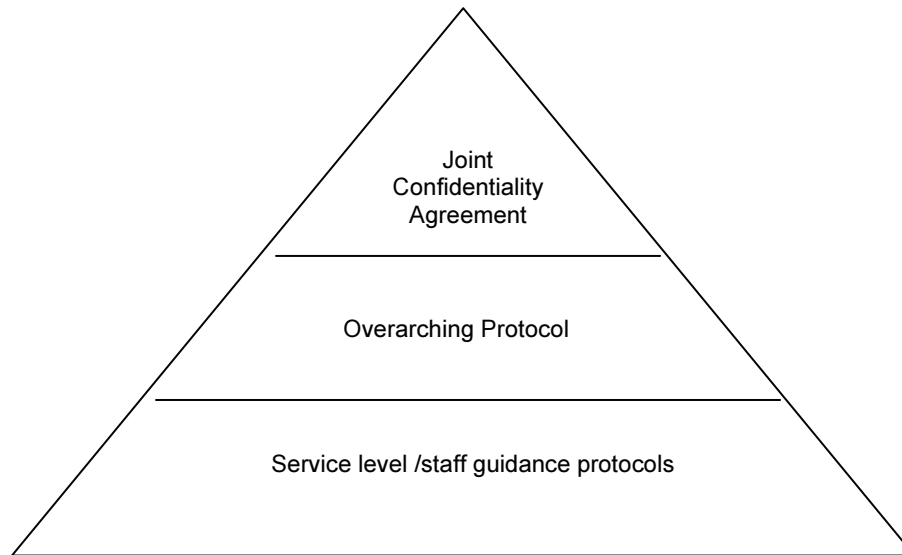 Joint
Confidentiality
Agreement
Overarching Protocol
Service level /staff guidance protocols